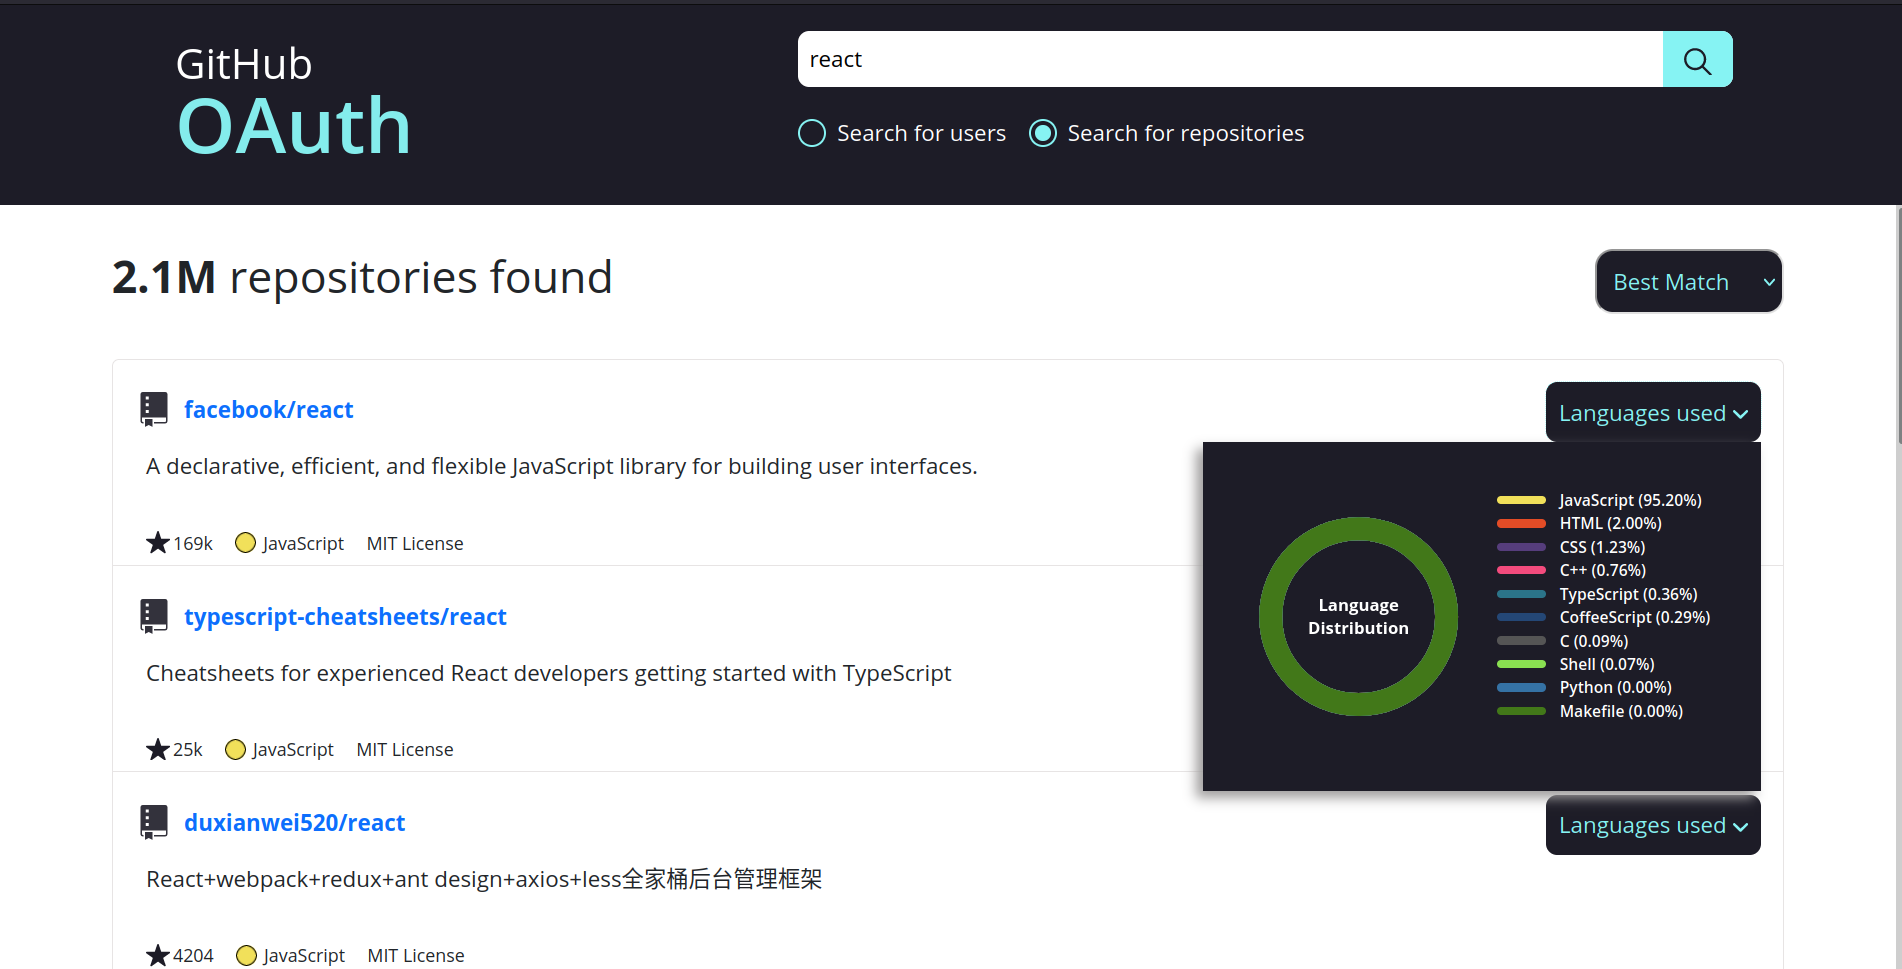 GitHub
OAuth
react
Search for users
Search for repositories
2.1M repositories found
Best Match
facebook/react
Languages used
A declarative, efficient, and flexible JavaScript library for building user interfaces.
169k JavaScript MIT License
Language
Distribution
JavaScript (95.20%)
HTML (2.00%)
CSS (1.23%)
C++ (0.76%)
TypeScript (0.36%)
CoffeeScript (0.29%)
C (0.09%)
Shell (0.07%)
Python (0.00%)
Makefile (0.00%)
typescript-cheatsheets/react
Cheatsheets for experienced React developers getting started with TypeScript
25k JavaScript MIT License
duxianwei520/react
Languages used
React+webpack+redux+ant design+axios+less全家桶后台管理框架
4204 JavaScript MIT License